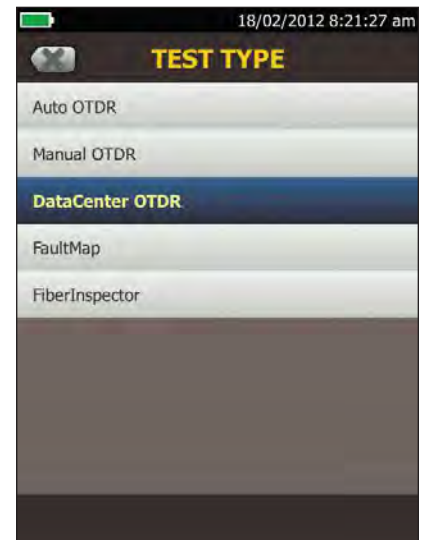 18/02/2012 8:21:27 am
TEST TYPE
Auto OTDR
Manual OTDR
DataCenter OTDR
FaultMap
FiberInspector